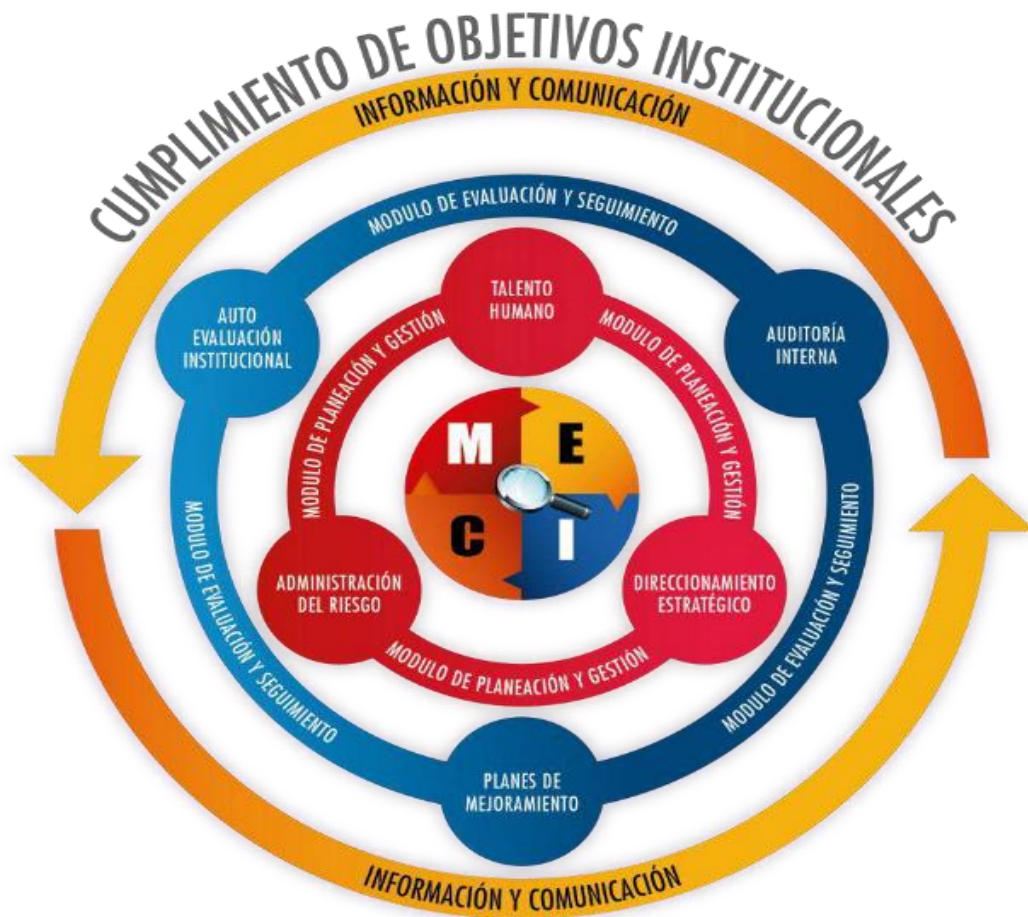 CUMPLIMIENTO DE OBJETIVOS INSTITUCIONALES
INFORMACIÓN Y COMUNICACIÓN
MODULO DE EVALUACIÓN Y SEGUIMIENTO
TALENTO
HUMANO
AUTO
EVALUACIÓN
INSTITUCIONAL
AUDITORÍA
INTERNA
MODULO DE PLANEACIÓN Y GESTIÓN
MODULO DE PLANEACIÓN Y GESTIÓN
M E
C I
ADMINISTRACIÓN
DEL RIESGO
DIRECCIONAMIENTO
ESTRATÉGICO
MODULO DE EVALUACIÓN Y SEGUIMIENTO
MODULO DE EVALUACIÓN Y SEGUIMIENTO
MODULO DE PLANEACIÓN Y GESTIÓN
PLANES DE
MEJORAMIENTO
INFORMACIÓN Y COMUNICACIÓN